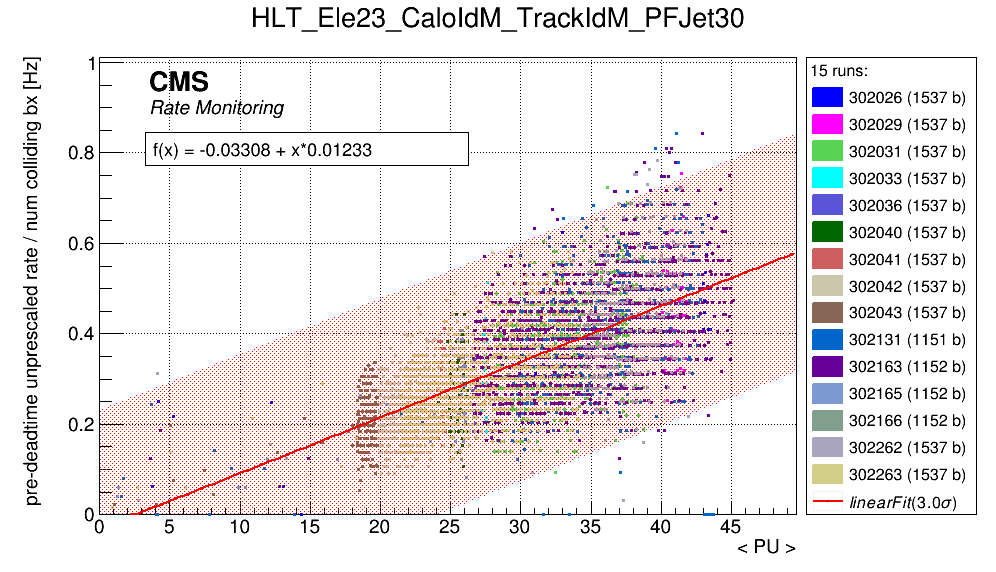 HLT_Ele23_CaloIdM_TrackIdM_PFJet30
pre-deadtime unprescaled rate / num colliding bx [Hz]
1
0.8
0.6
0.4
0.2
0
CMS
Rate Monitoring
f(x) = -0.03308 + x*0.01233
0 5 10 15 20 25 30 35 40 45
< PU >
15 runs:
302026 (1537 b)
302029 (1537 b)
302031 (1537 b)
302033 (1537 b)
302036 (1537 b)
302040 (1537 b)
302041 (1537 b)
302042 (1537 b)
302043 (1537 b)
302131 (1151 b)
302163 (1152 b)
302165 (1152 b)
302166 (1152 b)
302262 (1537 b)
302263 (1537 b)
linearFit(3.0σ)